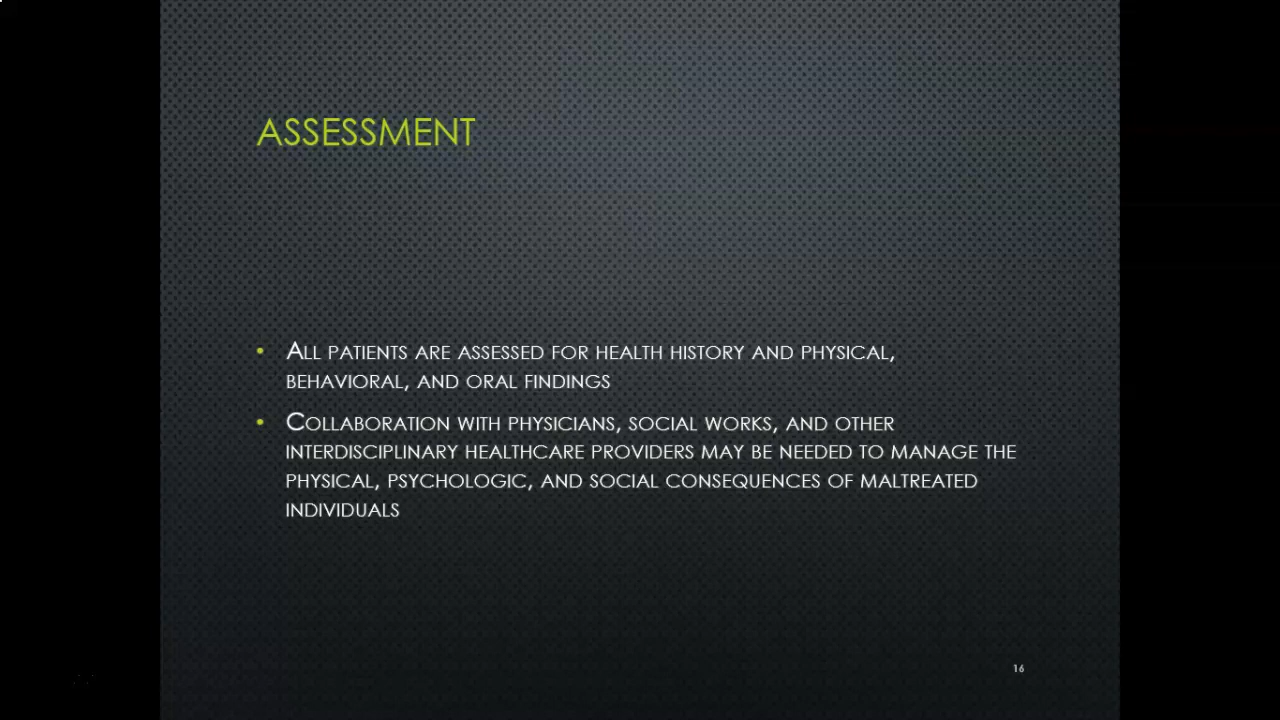 ASSESSMENT
• ALL PATIENTS ARE ASSESSED FOR HEALTH HISTORY AND PHYSICAL,
BEHAVIORAL, AND ORAL FINDINGS
• COLLABORATION WITH PHYSICIANS, SOCIAL WORKS, AND OTHER
INTERDISCIPLINARY HEALTHCARE PROVIDERS MAY BE NEEDED TO MANAGE THE
PHYSICAL, PSYCHOLOGIC, AND SOCIAL CONSEQUENCES OF MALTREATED
INDIVIDUALS
16